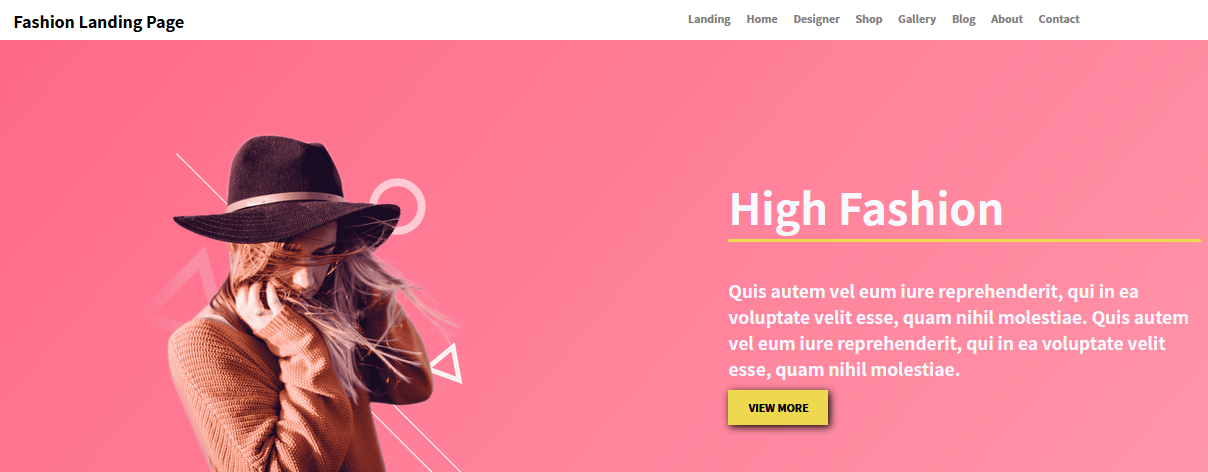 Fashion Landing Page
Landing Home Designer Shop Gallery Blog About Contact
High Fashion
Quis autem vel eum iure reprehenderit, qui in ea
voluptate velit esse, quam nihil molestiae. Quis autem
vel eum iure reprehenderit, qui in ea voluptate velit
esse, quam nihil molestiae.
VIEW MORE